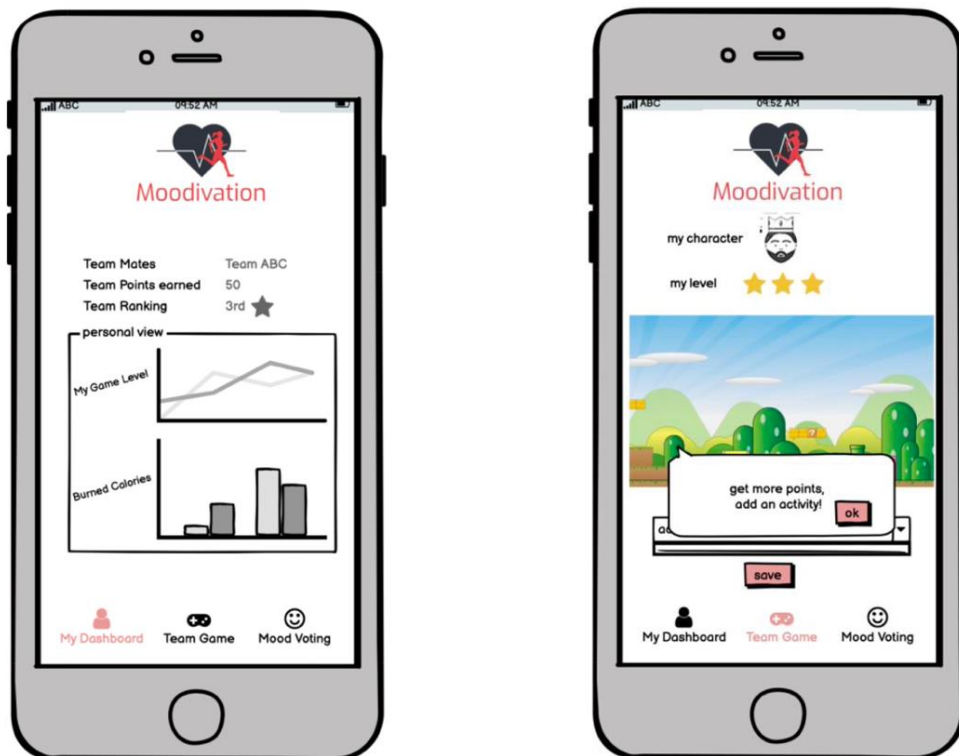 ABC 09:52 AM
Moodivation
Team Mates Team ABC
Team Points earned 50
Team Ranking 3rd
personal view
My Game Level
Burned Calories
My Dashboard Team Game Mood Voting
ABC 09:52 AM
Moodivation
my character
my level
?
get more points,
add an activity!
ok
save
My Dashboard Team Game Mood Voting